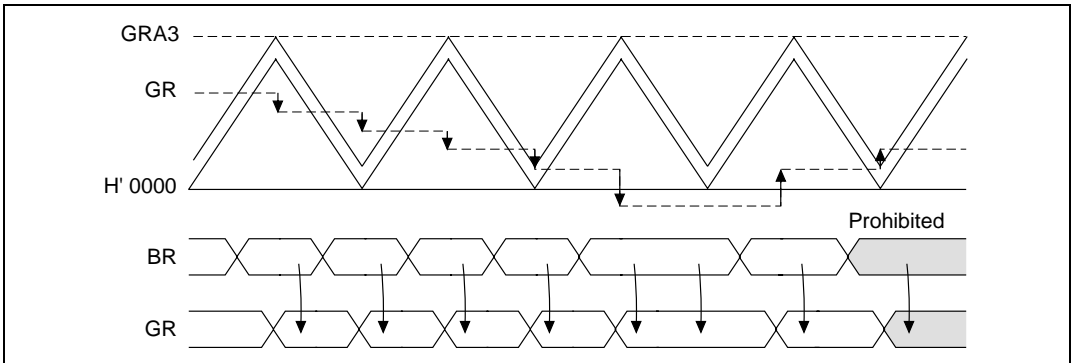 GRA3
GR
H' 0000
Prohibited
BR
GR